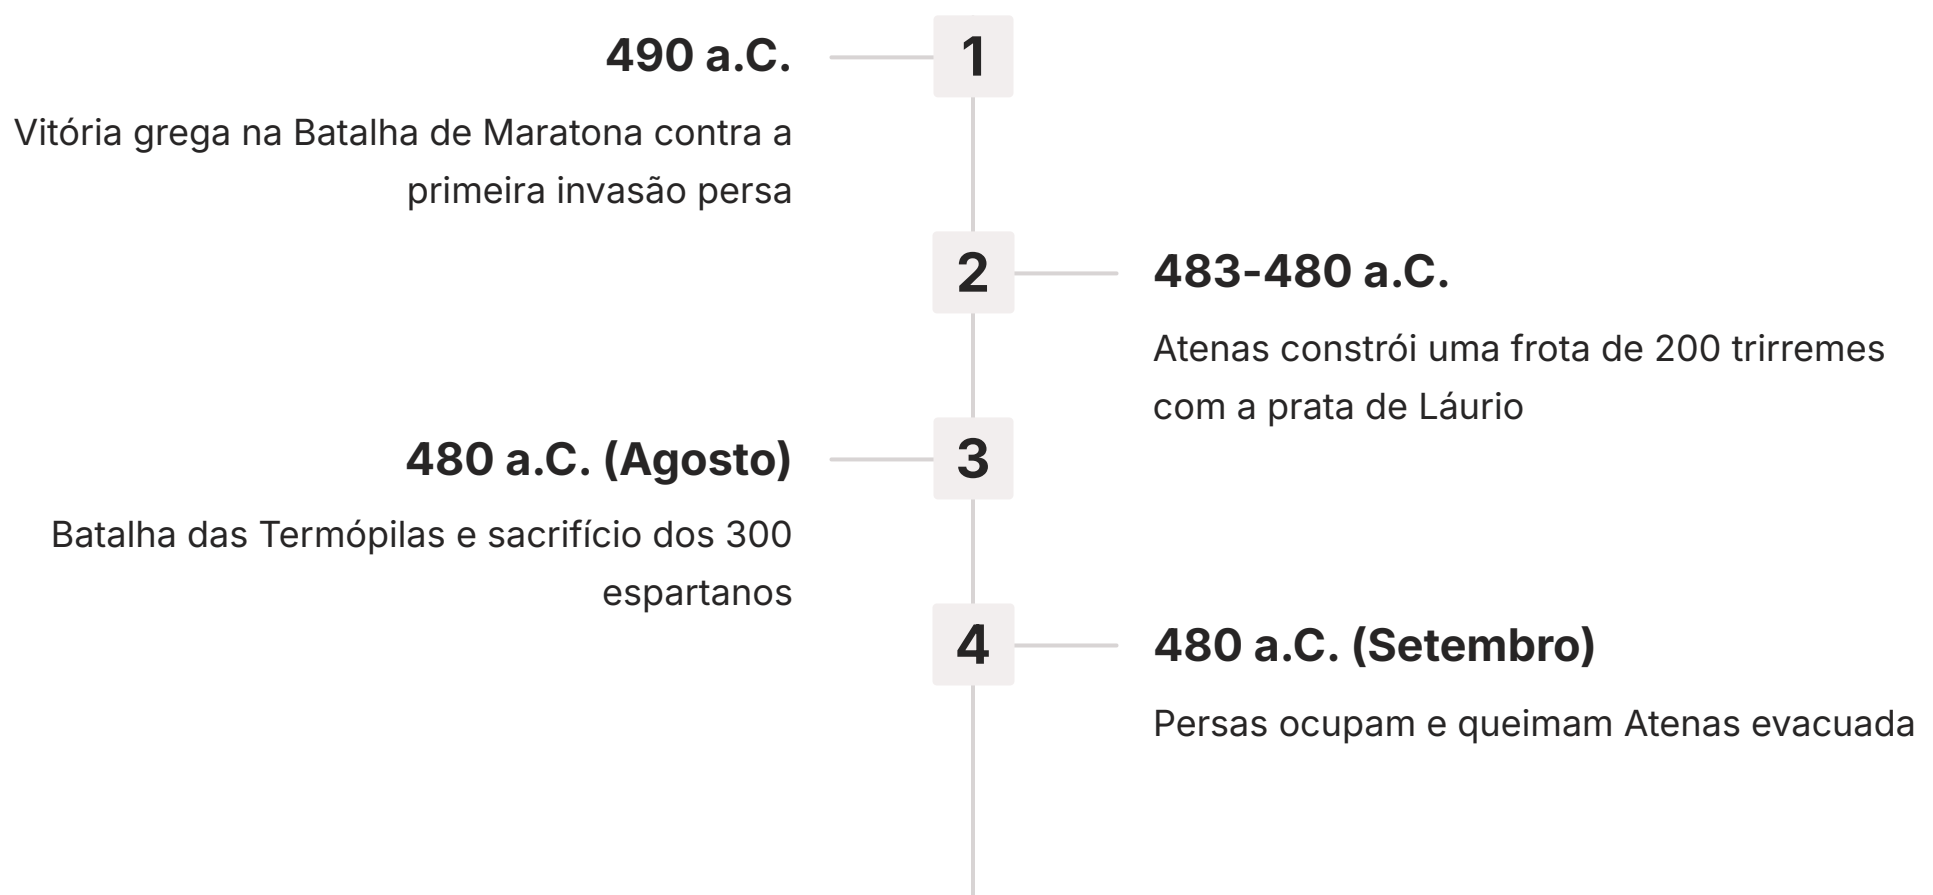 1
490 a.C.
Vitória grega na Batalha de Maratona contra a
primeira invasão persa
2
483-480 a.C.
Atenas constrói uma frota de 200 trirremes
com a prata de Láurio
3
480 a.C. (Agosto)
Batalha das Termópilas e sacrifício dos 300
espartanos
4
480 a.C. (Setembro)
Persas ocupam e queimam Atenas evacuada